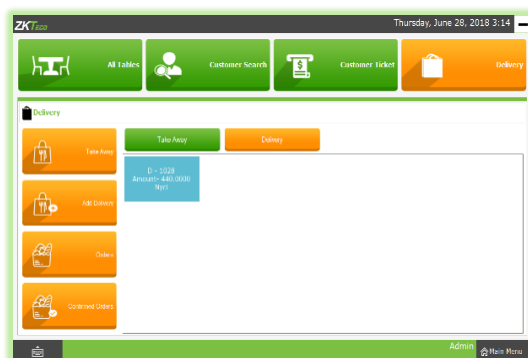 ZKTeco
Thursday, June 28, 2018 3:14
All Tables
Customer Search
Customer Ticket
Delivery
Delivery
Take Away
Delivery
Take Away
D - 1028
Amount= 440.0000
Add Delivery
Orders
Confirmed Orders
Admin
Main Menu